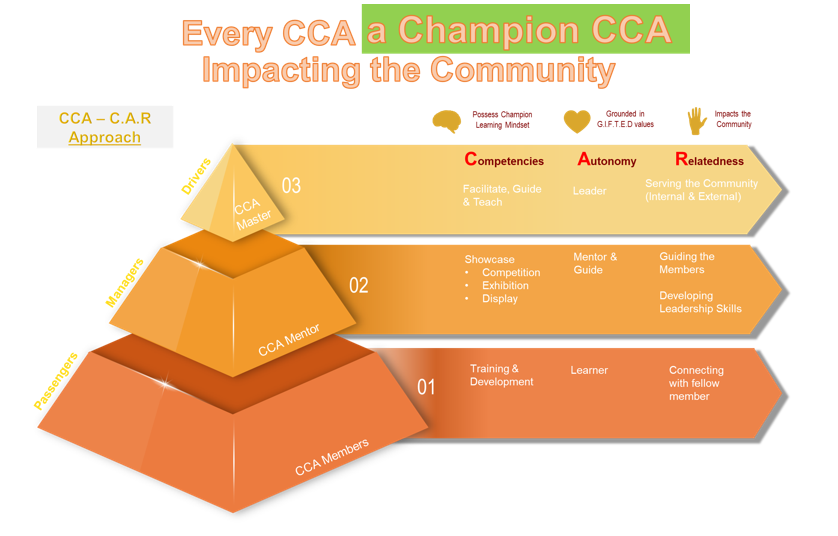 Every CCA a Champion CCA
Impacting the Community
CCA – C.A.R
Approach
Possess Champion
Learning Mindset
Grounded in
G.I.F.T.E.D values
Impacts the
Community
Drivers
CCA
Master
03
Competencies
Autonomy
Relatedness
Facilitate, Guide
& Teach
Leader
Serving the Community
(Internal & External)
Managers
CCA Mentor
02
Showcase
• Competition
• Exhibition
• Display
Mentor &
Guide
Guiding the
Members
Developing
Leadership Skills
Passengers
CCA Members
01
Training &
Development
Learner
Connecting
with fellow
member